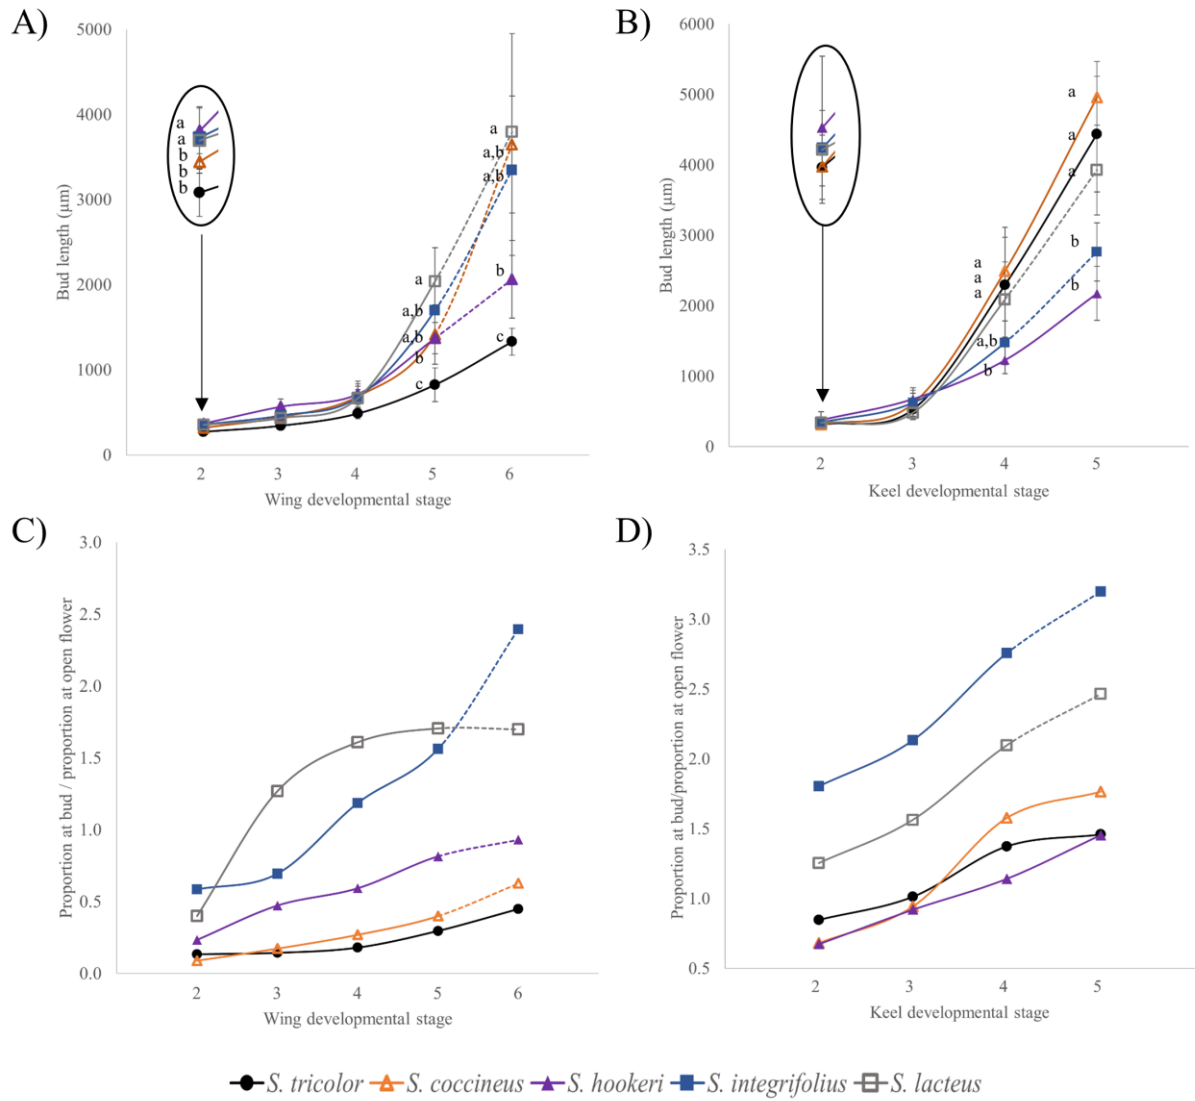 A)
5000
4000
3000
2000
1000
0
Bud length (µm)
a
a
b
b
b
a
a,b
a,b
b
c
a
a,b
a,b
b
c
2 3 4 5 6
Wing developmental stage
B)
6000
5000
4000
3000
2000
1000
0
Bud length (µm)
a
a
a
b
b
a
a
a
a,b
b
2 3 4 5
Keel developmental stage
C)
3.0
2.5
2.0
1.5
1.0
0.5
0.0
Proportion at bud / proportion at open flower
2 3 4 5 6
Wing developmental stage
D)
3.5
3.0
2.5
2.0
1.5
1.0
0.5
Proportion at bud/proportion at open flower
2 3 4 5
Keel developmental stage
S. tricolor S. coccineus S. hookeri S. integrifolius S. lacteus